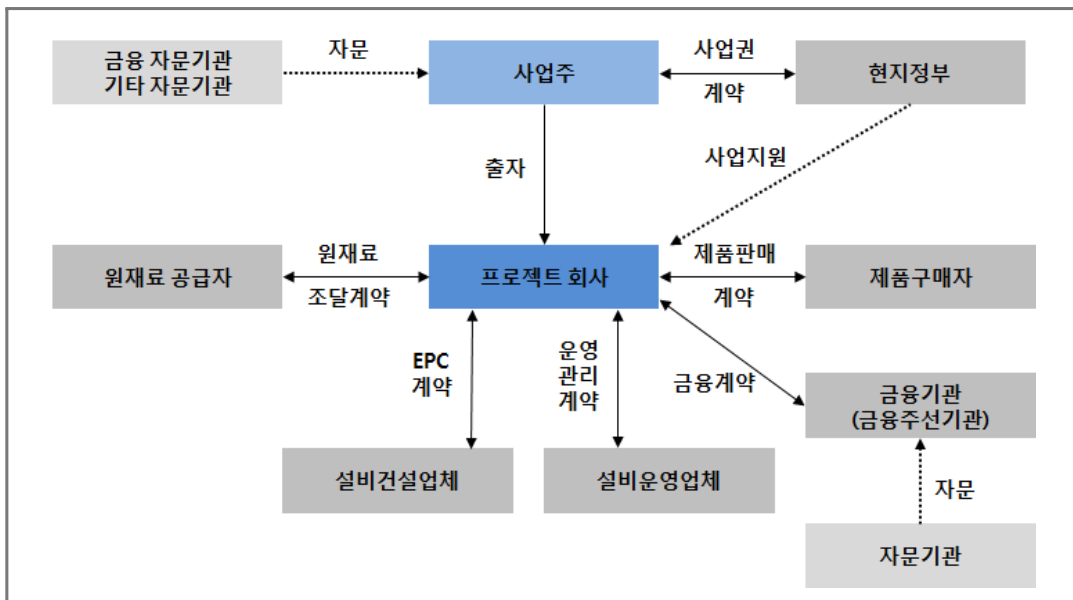 금융 자문기관
기타 자문기관
자문
사업주
사업권
계약
현지정부
출자
사업지원
원재료 공급자
원재료
조달계약
프로젝트 회사
제품판매
계약
제품구매자
EPC
계약
운영
관리
계약
금융계약
금융기관
(금융주선기관)
설비건설업체
설비운영업체
자문
자문기관